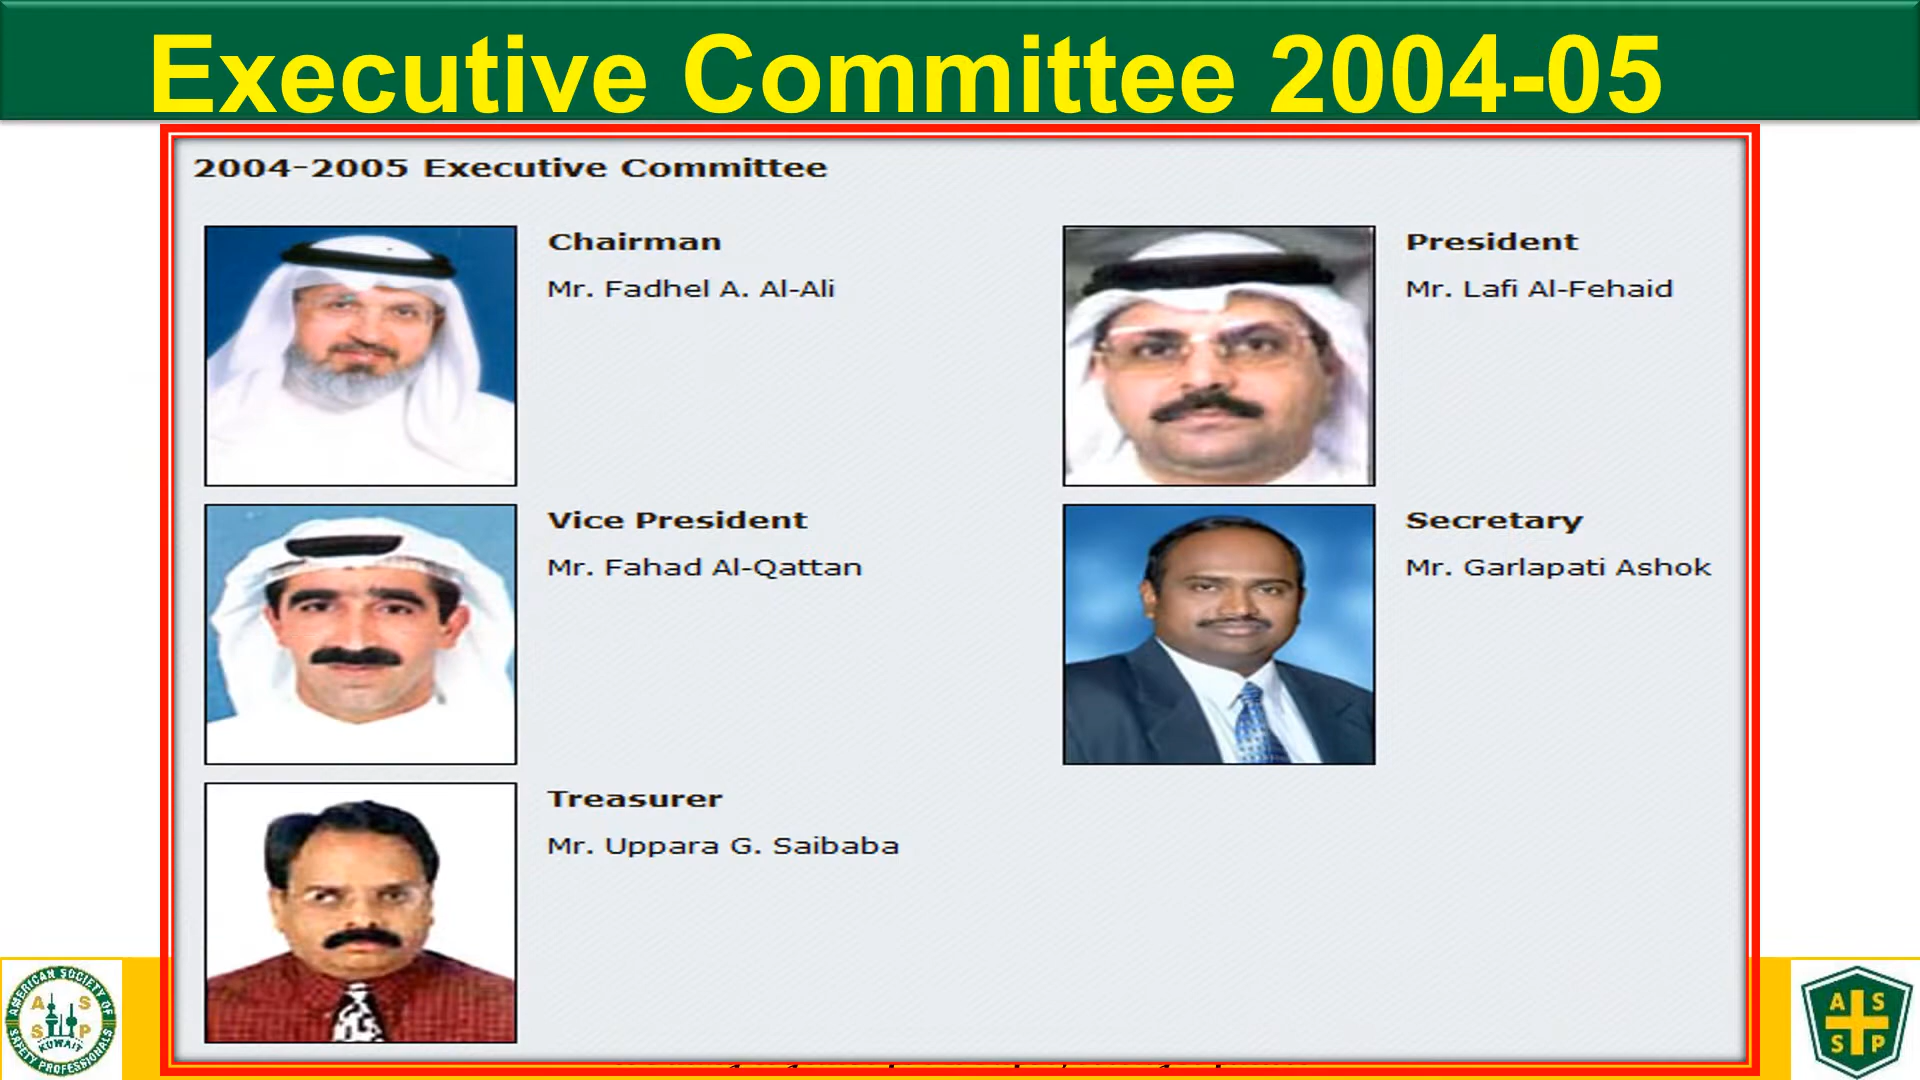 Executive Committee 2004-05
2004-2005 Executive Committee
Chairman
Mr. Fadhel A. Al-Ali
President
Mr. Lafi Al-Fehaid
Vice President
Mr. Fahad Al-Qattan
Secretary
Mr. Garlapati Ashok
Treasurer
Mr. Uppara G. Saibaba
AMERICAN SOCIETY OF
A S
S P
KUWAIT
SAFETY PROFESSIONALS
A S
S P